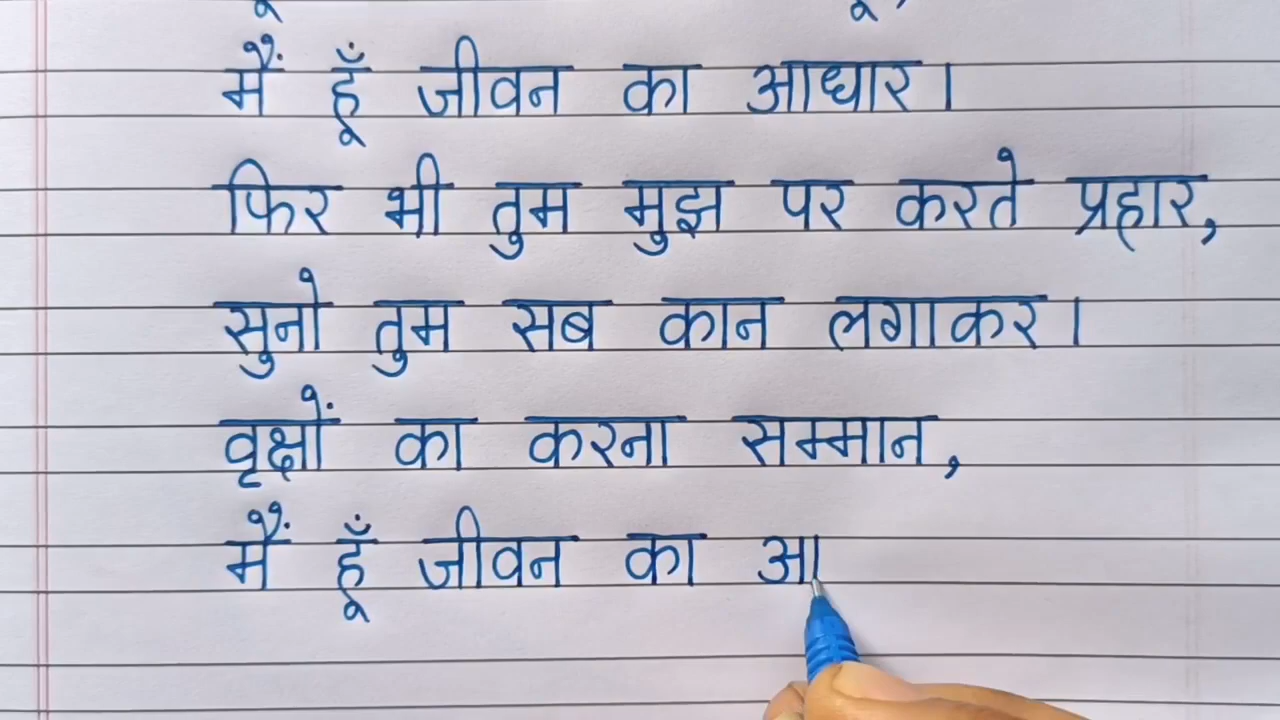 मैं हूँ जीवन का आधार।
फिर भी तुम मुझ पर करते प्रहार,
सुनो तुम सब कान लगाकर।
वृक्षों का करना सम्मान,
मैं हूँ जीवन का आ